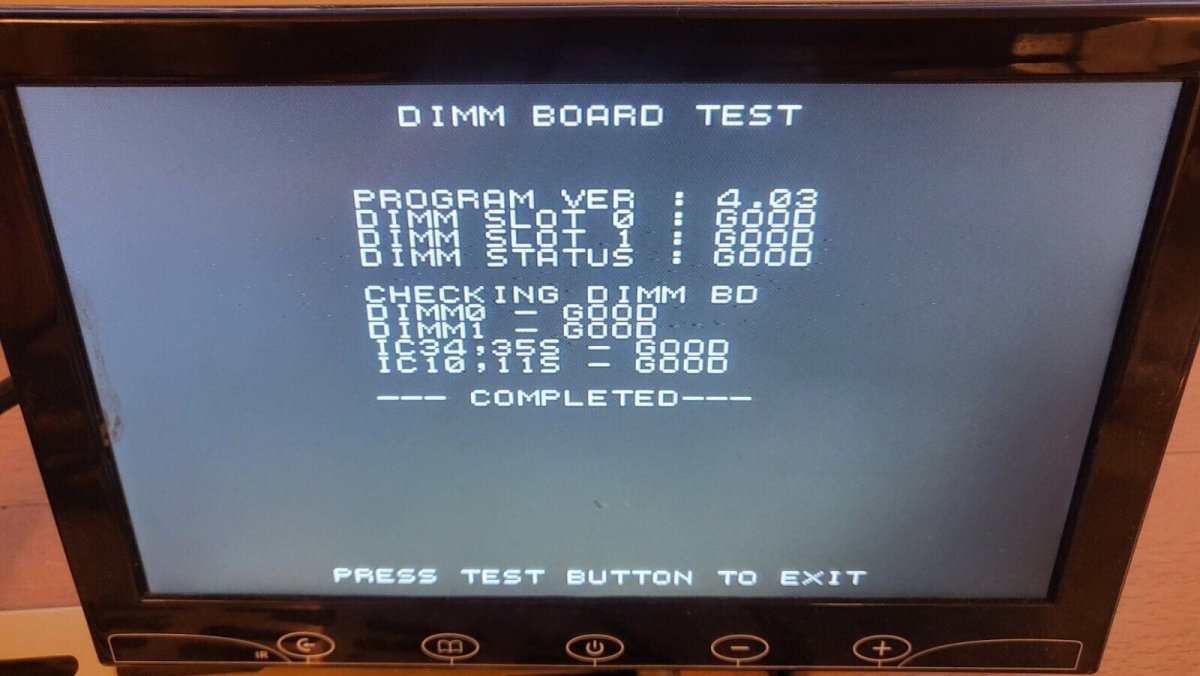 DIMM BOARD TEST
PROGRAM VER : 4.03
DIMM SLOT 0 : GOOD
DIMM SLOT 1 : GOOD
DIMM STATUS : GOOD
CHECKING DIMM BD
DIMM0 - GOOD
DIMM1 - GOOD
IC34,35S - GOOD
IC10,11S - GOOD
--- COMPLETED---
PRESS TEST BUTTON TO EXIT
IR